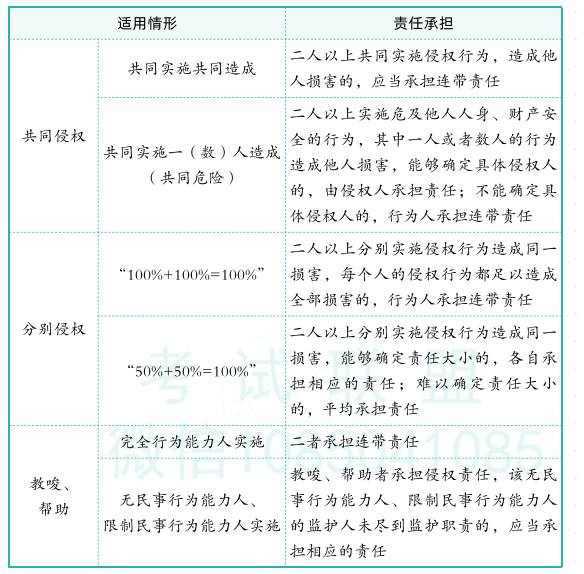 适用情形
责任承担
共同侵权
共同实施共同造成
二人以上共同实施侵权行为，造成他
人损害的，应当承担连带责任
共同实施一（数）人造成
（共同危险）
二人以上实施危及他人人身、财产安
全的行为，其中一人或者数人的行为
造成他人损害，能够确定具体侵权人
的，由侵权人承担责任；不能确定具
体侵权人的，行为人承担连带责任
分别侵权
“100%+100%=100%”
二人以上分别实施侵权行为造成同一
损害，每个人的侵权行为都足以造成
全部损害的，行为人承担连带责任
“50%+50%=100%”
二人以上分别实施侵权行为造成同一
损害，能够确定责任大小的，各自承
担相应的责任；难以确定责任大小
的，平均承担责任
教唆、
帮助
完全行为能力人实施
二者承担连带责任
无民事行为能力人、
限制民事行为能力人实施
教唆、帮助者承担侵权责任，该无民
事行为能力人、限制民事行为能力人
的监护人未尽到监护职责的，应当承
担相应的责任
考试联盟
微信1085041085